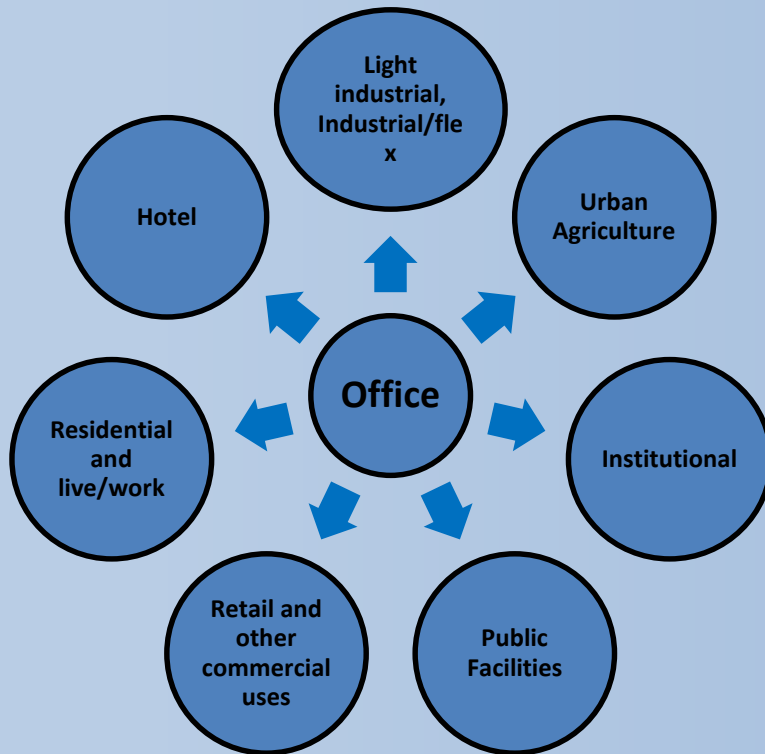 Light
industrial,
Industrial/fle
x
Urban
Agriculture
Institutional
Public
Facilities
Retail and
other
commercial
uses
Residential
and
live/work
Hotel
Office